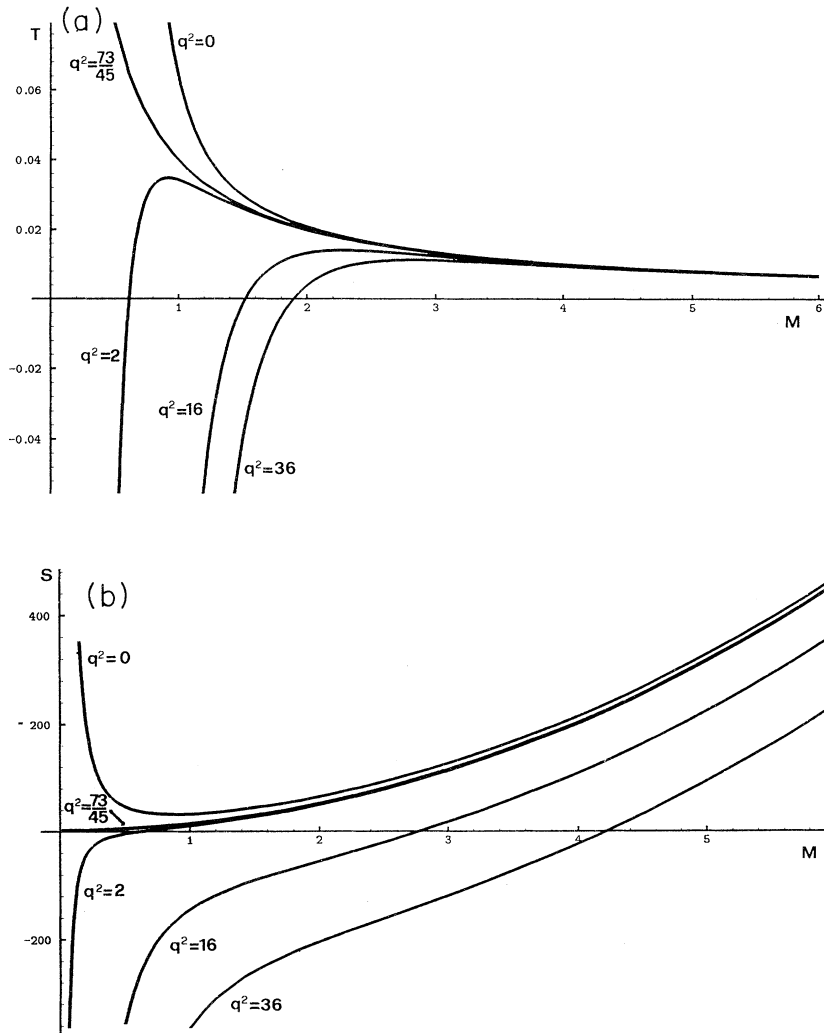 (a)
T
q²=73/45
q²=0
0.06
0.04
0.02
1 2 3 4 5 6
M
q²=2
-0.02
q²=16
-0.04
q²=36
S
(b)
400
q²=0
- 200
q²=73/45
1 2 3 4 5
M
q²=2
-200
q²=16
q²=36